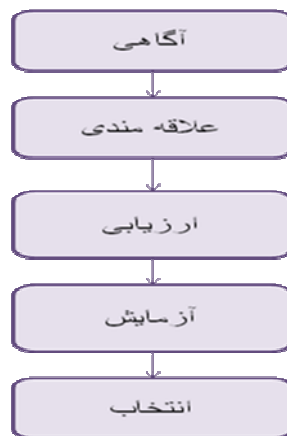 آگاهی
علاقه مندی
ارزیابی
آزمایش
انتخاب